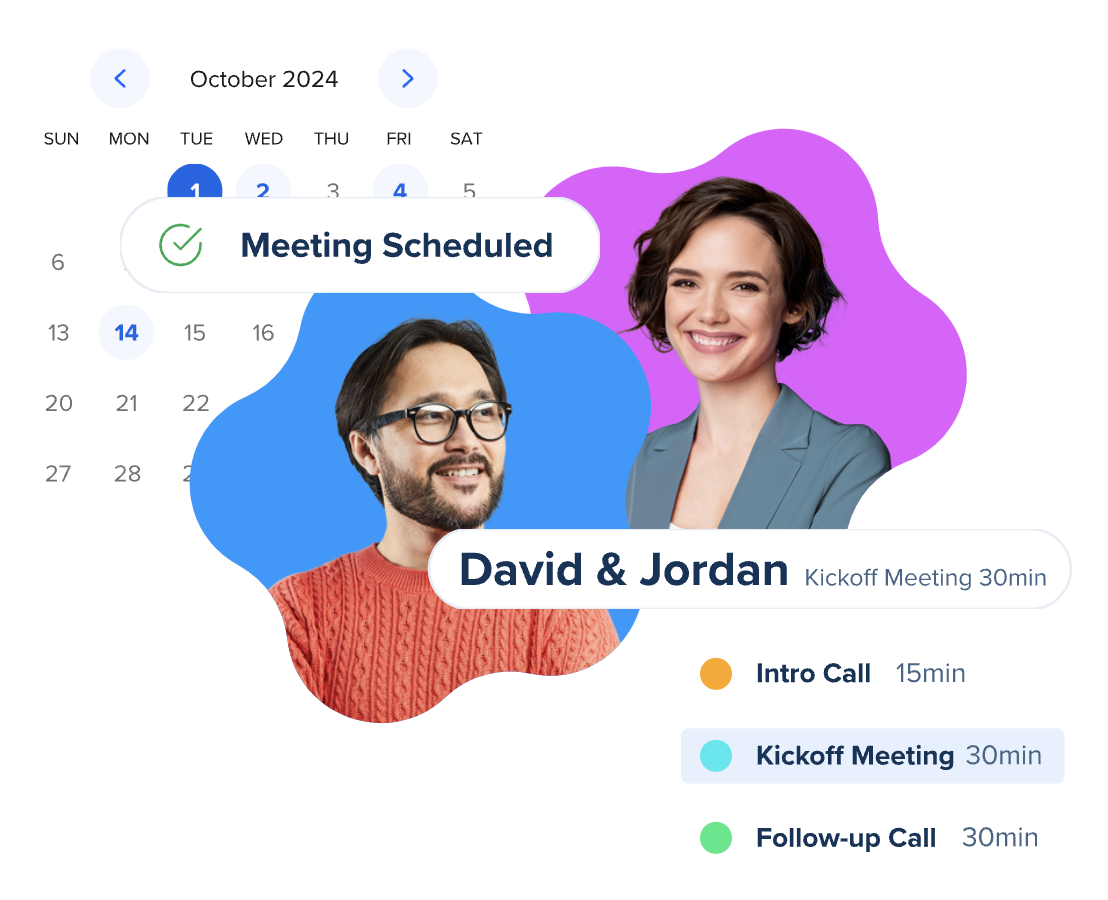 October 2024
SUN MON TUE WED THU FRI SAT
1 2 3 4 5
Meeting Scheduled
6
13 14 15 16
20 21 22
27 28
David & Jordan Kickoff Meeting 30min
Intro Call 15min
Kickoff Meeting 30min
Follow-up Call 30min